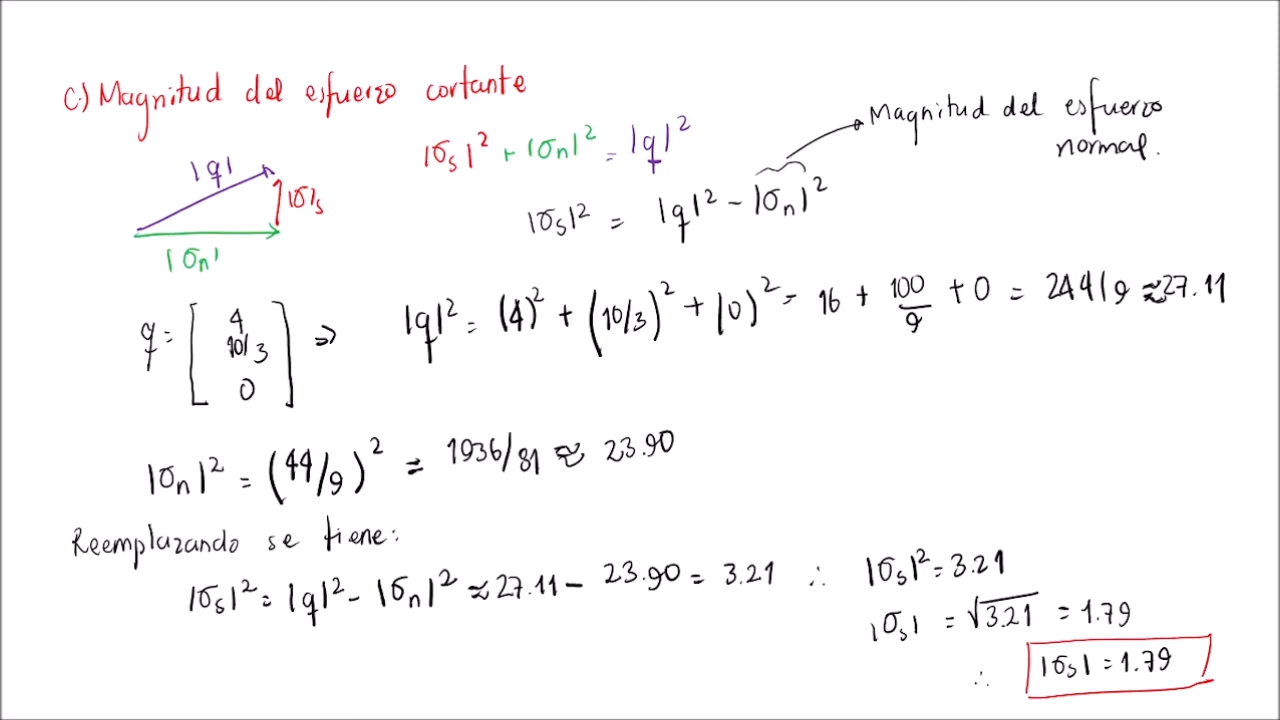 c.) Magnitud del esfuerzo cortante
|σs|² + |σn|² = |q|²
Magnitud del esfuerzo
normal.
|q|
|σ|s
|σn|
|σs|² = |q|² - |σn|²
q = [4 10/3 0] ⇒ |q|² = (4)² + (10/3)² + (0)² = 16 + 100/9 + 0 = 244/9 ≈ 27.11
|σn|² = (44/9)² = 1936/81 ≈ 23.90
Reemplazando se tiene:
|σs|² = |q|² - |σn|² ≈ 27.11 - 23.90 = 3.21 ∴ |σs|² = 3.21
|σs| = √3.21 = 1.79
∴ |σs| = 1.79